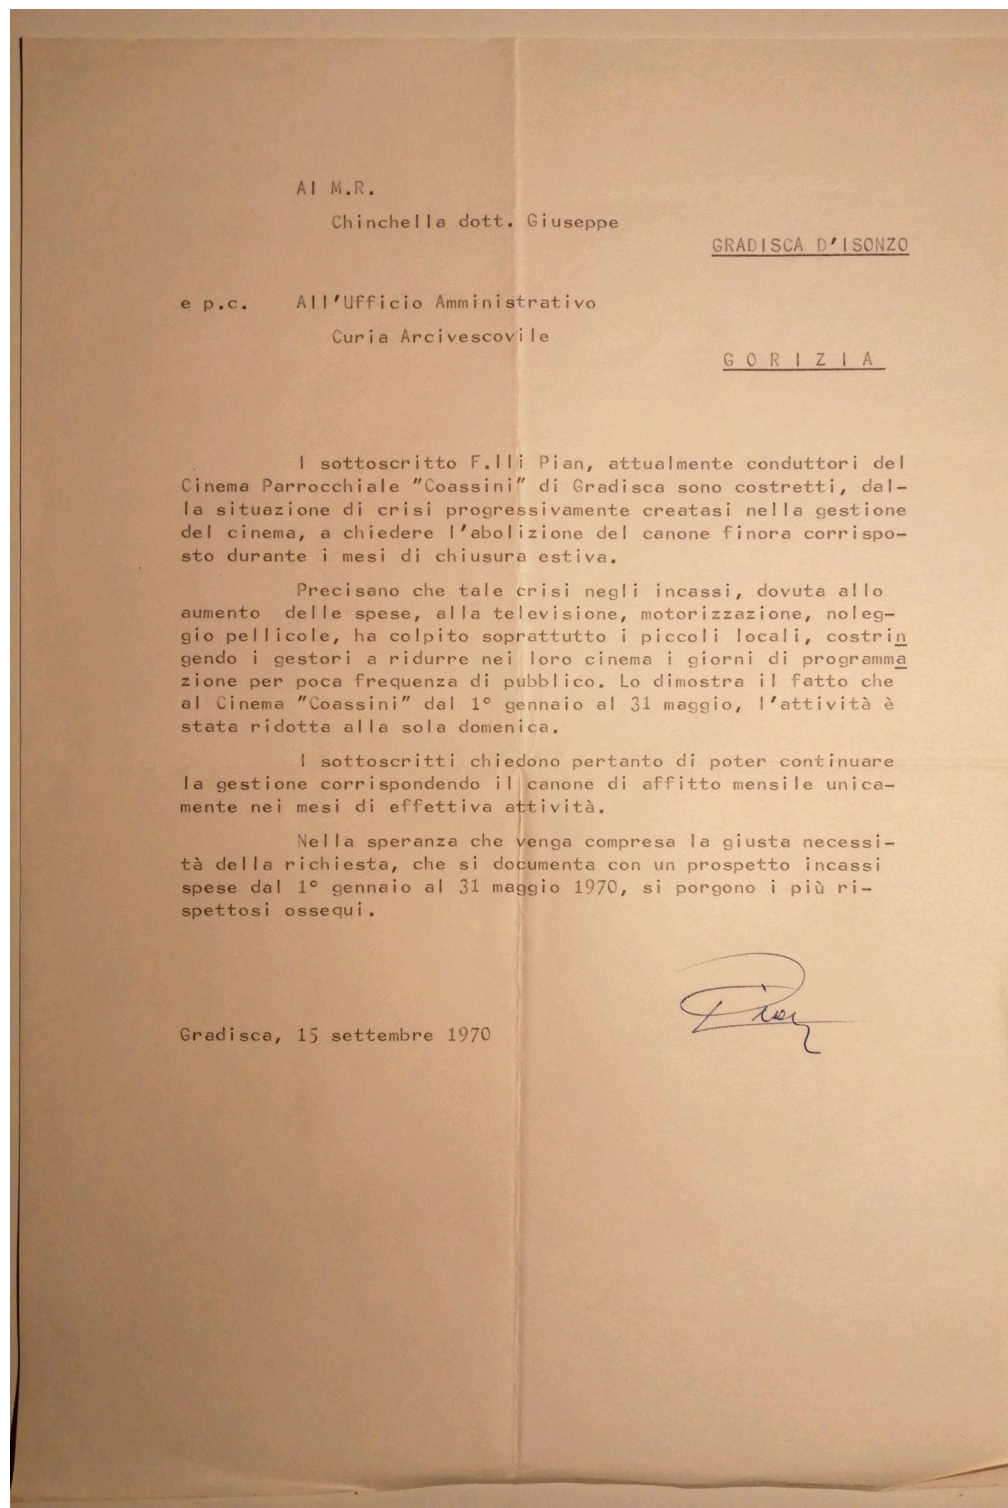 Al M.R.
Chinchella dott. Giuseppe
GRADISCA D'ISONZO
e p.c. All'Ufficio Amministrativo
Curia Arcivescovile
G O R I Z I A
I sottoscritto F.lli Pian, attualmente conduttori del
Cinema Parrocchiale "Coassini" di Gradisca sono costretti, dal-
la situazione di crisi progressivamente creatasi nella gestione
del cinema, a chiedere l'abolizione del canone finora corrispo-
sto durante i mesi di chiusura estiva.
Precisano che tale crisi negli incassi, dovuta allo
aumento delle spese, alla televisione, motorizzazione, noleg-
gio pellicole, ha colpito soprattutto i piccoli locali, costrin
gendo i gestori a ridurre nei loro cinema i giorni di programma
zione per poca frequenza di pubblico. Lo dimostra il fatto che
al Cinema "Coassini" dal 1° gennaio al 31 maggio, l'attività è
stata ridotta alla sola domenica.
I sottoscritti chiedono pertanto di poter continuare
la gestione corrispondendo il canone di affitto mensile unica-
mente nei mesi di effettiva attività.
Nella speranza che venga compresa la giusta necessi-
tà della richiesta, che si documenta con un prospetto incassi
spese dal 1° gennaio al 31 maggio 1970, si porgono i più ri-
spettosi ossequi.
Pian
Gradisca, 15 settembre 1970